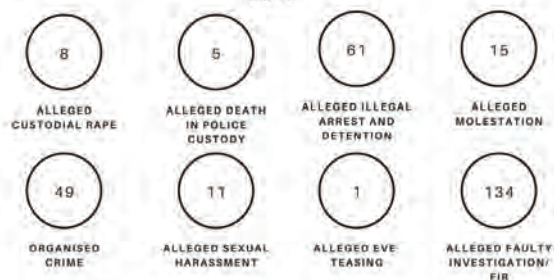 8
5
61
15
ALLEGED
CUSTODIAL RAPE
ALLEGED DEATH
IN POLICE
CUSTODY
ALLEGED ILLEGAL
ARREST AND
DETENTION
ALLEGED
MOLESTATION
49
11
1
134
ORGANISED
CRIME
ALLEGED SEXUAL
HARASSMENT
ALLEGED EVE
TEASING
ALLEGED FAULTY
INVESTIGATION/
FIR